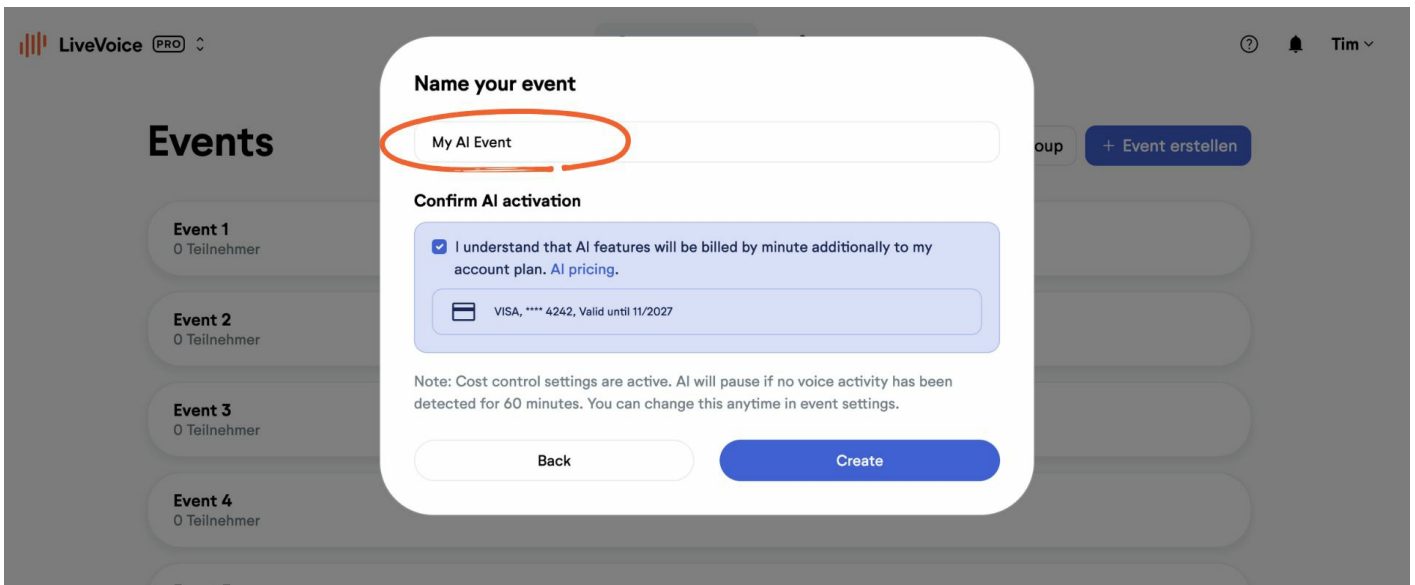 LiveVoice PRO
Tim
Name your event
My AI Event
Events
oup
+ Event erstellen
Confirm AI activation
I understand that AI features will be billed by minute additionally to my
account plan. AI pricing.
VISA, **** 4242, Valid until 11/2027
Note: Cost control settings are active. AI will pause if no voice activity has been
detected for 60 minutes. You can change this anytime in event settings.
Back
Create
Event 1
0 Teilnehmer
Event 2
0 Teilnehmer
Event 3
0 Teilnehmer
Event 4
0 Teilnehmer